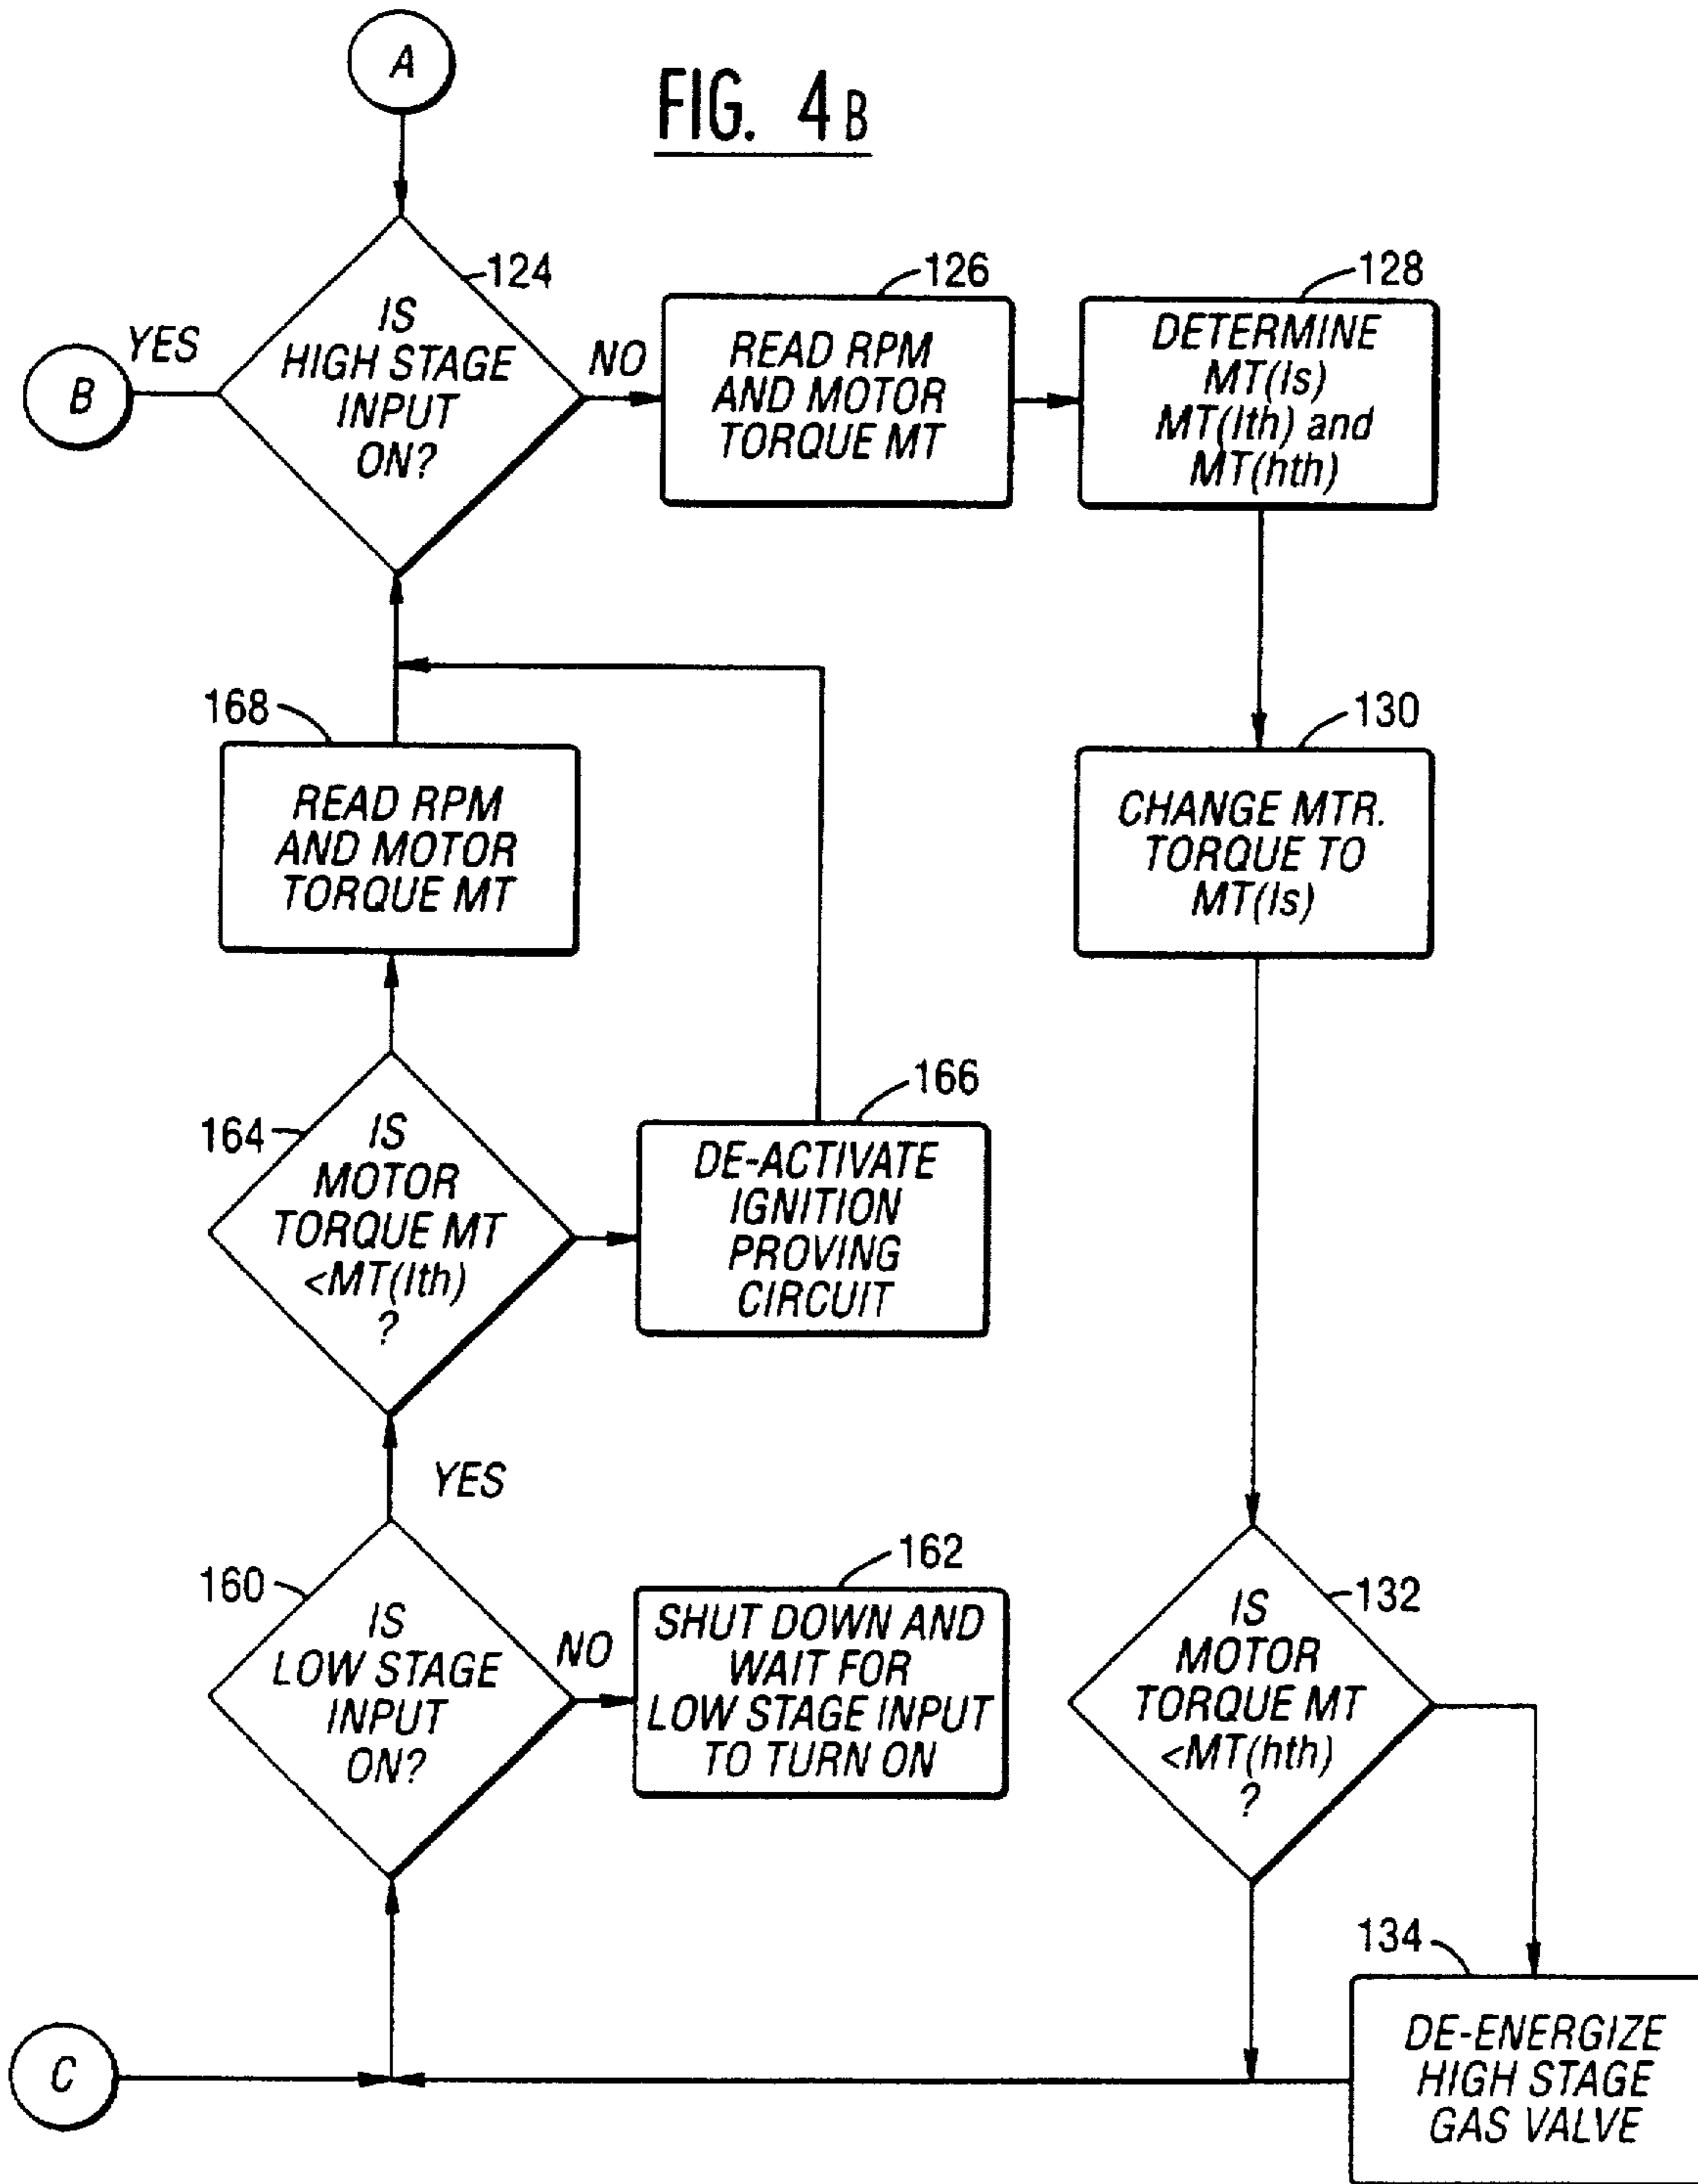 A
FIG. 4B
124
IS
HIGH STAGE
INPUT
ON?
YES
B
NO
126
READ RPM
AND MOTOR
TORQUE MT
128
DETERMINE
MT(ls)
MT(lth) and
MT(hth)
168
READ RPM
AND MOTOR
TORQUE MT
130
CHANGE MTR.
TORQUE TO
MT(ls)
164
IS
MOTOR
TORQUE MT
<MT(lth)
?
166
DE-ACTIVATE
IGNITION
PROVING
CIRCUIT
YES
160
IS
LOW STAGE
INPUT
ON?
NO
162
SHUT DOWN AND
WAIT FOR
LOW STAGE INPUT
TO TURN ON
132
IS
MOTOR
TORQUE MT
<MT(hth)
?
134
DE-ENERGIZE
HIGH STAGE
GAS VALVE
C